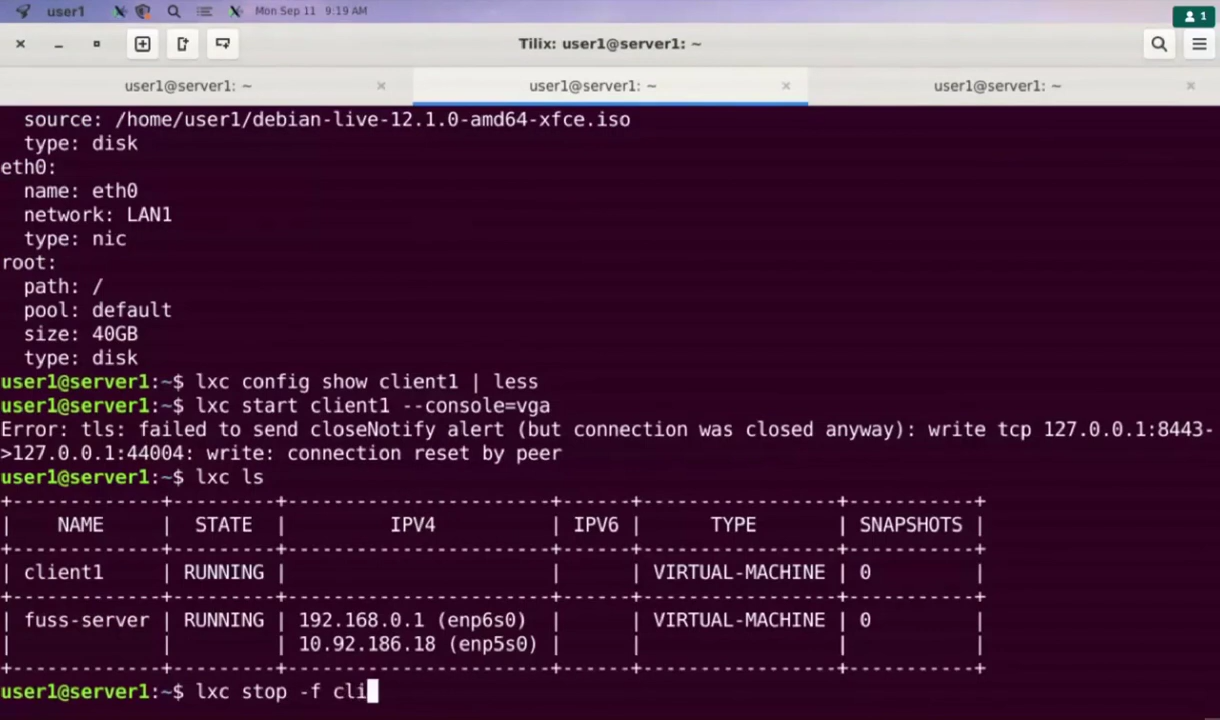 user1 Mon Sep 11 9:19 AM
1
Tilix: user1@server1: ~
user1@server1: ~ user1@server1: ~ user1@server1: ~
source: /home/user1/debian-live-12.1.0-amd64-xfce.iso
type: disk
eth0:
name: eth0
network: LAN1
type: nic
root:
path: /
pool: default
size: 40GB
type: disk
user1@server1:~$ lxc config show client1 | less
user1@server1:~$ lxc start client1 --console=vga
Error: tls: failed to send closeNotify alert (but connection was closed anyway): write tcp 127.0.0.1:8443-
>127.0.0.1:44004: write: connection reset by peer
user1@server1:~$ lxc ls
+-------------+---------+-----------------------+------+-----------------+-----------+
| NAME | STATE | IPV4 | IPV6 | TYPE | SNAPSHOTS |
+-------------+---------+-----------------------+------+-----------------+-----------+
| client1 | RUNNING | | | VIRTUAL-MACHINE | 0 |
+-------------+---------+-----------------------+------+-----------------+-----------+
| fuss-server | RUNNING | 192.168.0.1 (enp6s0) | | VIRTUAL-MACHINE | 0 |
| | | 10.92.186.18 (enp5s0) | | | |
+-------------+---------+-----------------------+------+-----------------+-----------+
user1@server1:~$ lxc stop -f cli